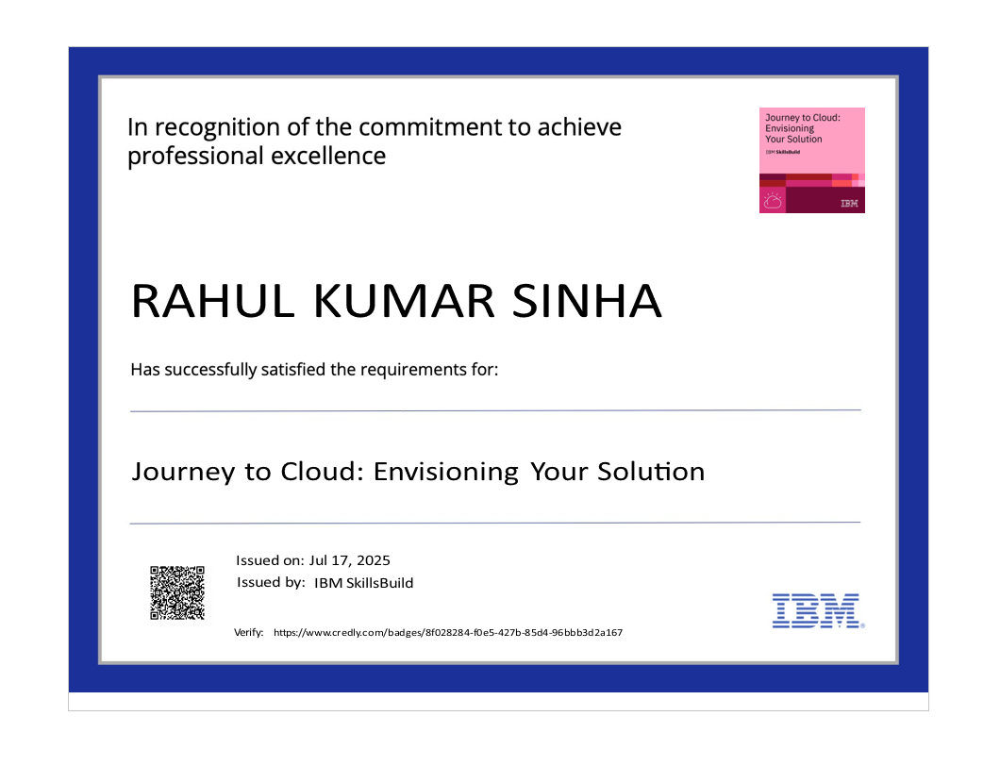 In recognition of the commitment to achieve
professional excellence
Journey to Cloud:
Envisioning
Your Solution
IBM SkillsBuild
IBM
RAHUL KUMAR SINHA
Has successfully satisfied the requirements for:
Journey to Cloud: Envisioning Your Solution
Issued on: Jul 17, 2025
Issued by: IBM SkillsBuild
Verify: https://www.credly.com/badges/8f028284-f0e5-427b-85d4-96bbb3d2a167
IBM